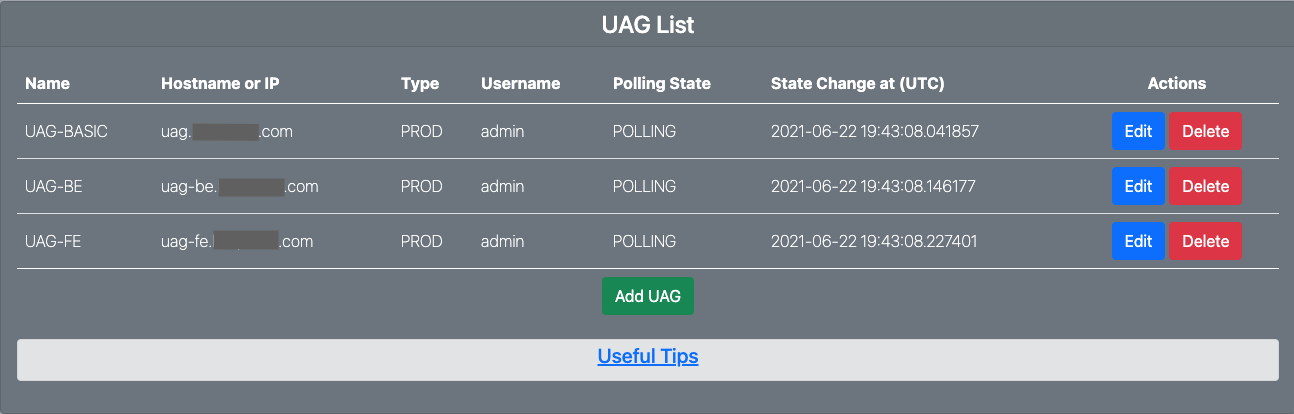 UAG List
Name Hostname or IP Type Username Polling State State Change at (UTC) Actions
UAG-BASIC uag. .com PROD admin POLLING 2021-06-22 19:43:08.041857 Edit Delete
UAG-BE uag-be. .com PROD admin POLLING 2021-06-22 19:43:08.146177 Edit Delete
UAG-FE uag-fe. .com PROD admin POLLING 2021-06-22 19:43:08.227401 Edit Delete
Add UAG
Useful Tips